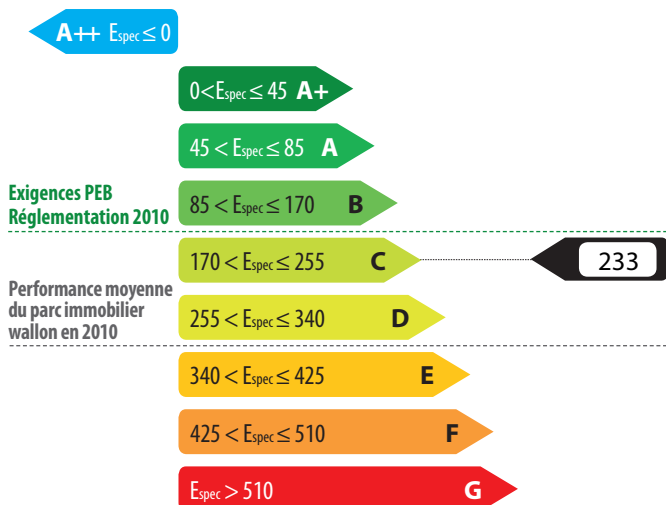 A++ Espec ≤ 0
0<Espec ≤ 45 A+
45 < Espec ≤ 85 A
Exigences PEB
Réglementation 2010
85 < Espec ≤ 170 B
170 < Espec ≤ 255 C
233
Performance moyenne
du parc immobilier
wallon en 2010
255 < Espec ≤ 340 D
340 < Espec ≤ 425 E
425 < Espec ≤ 510 F
Espec > 510 G